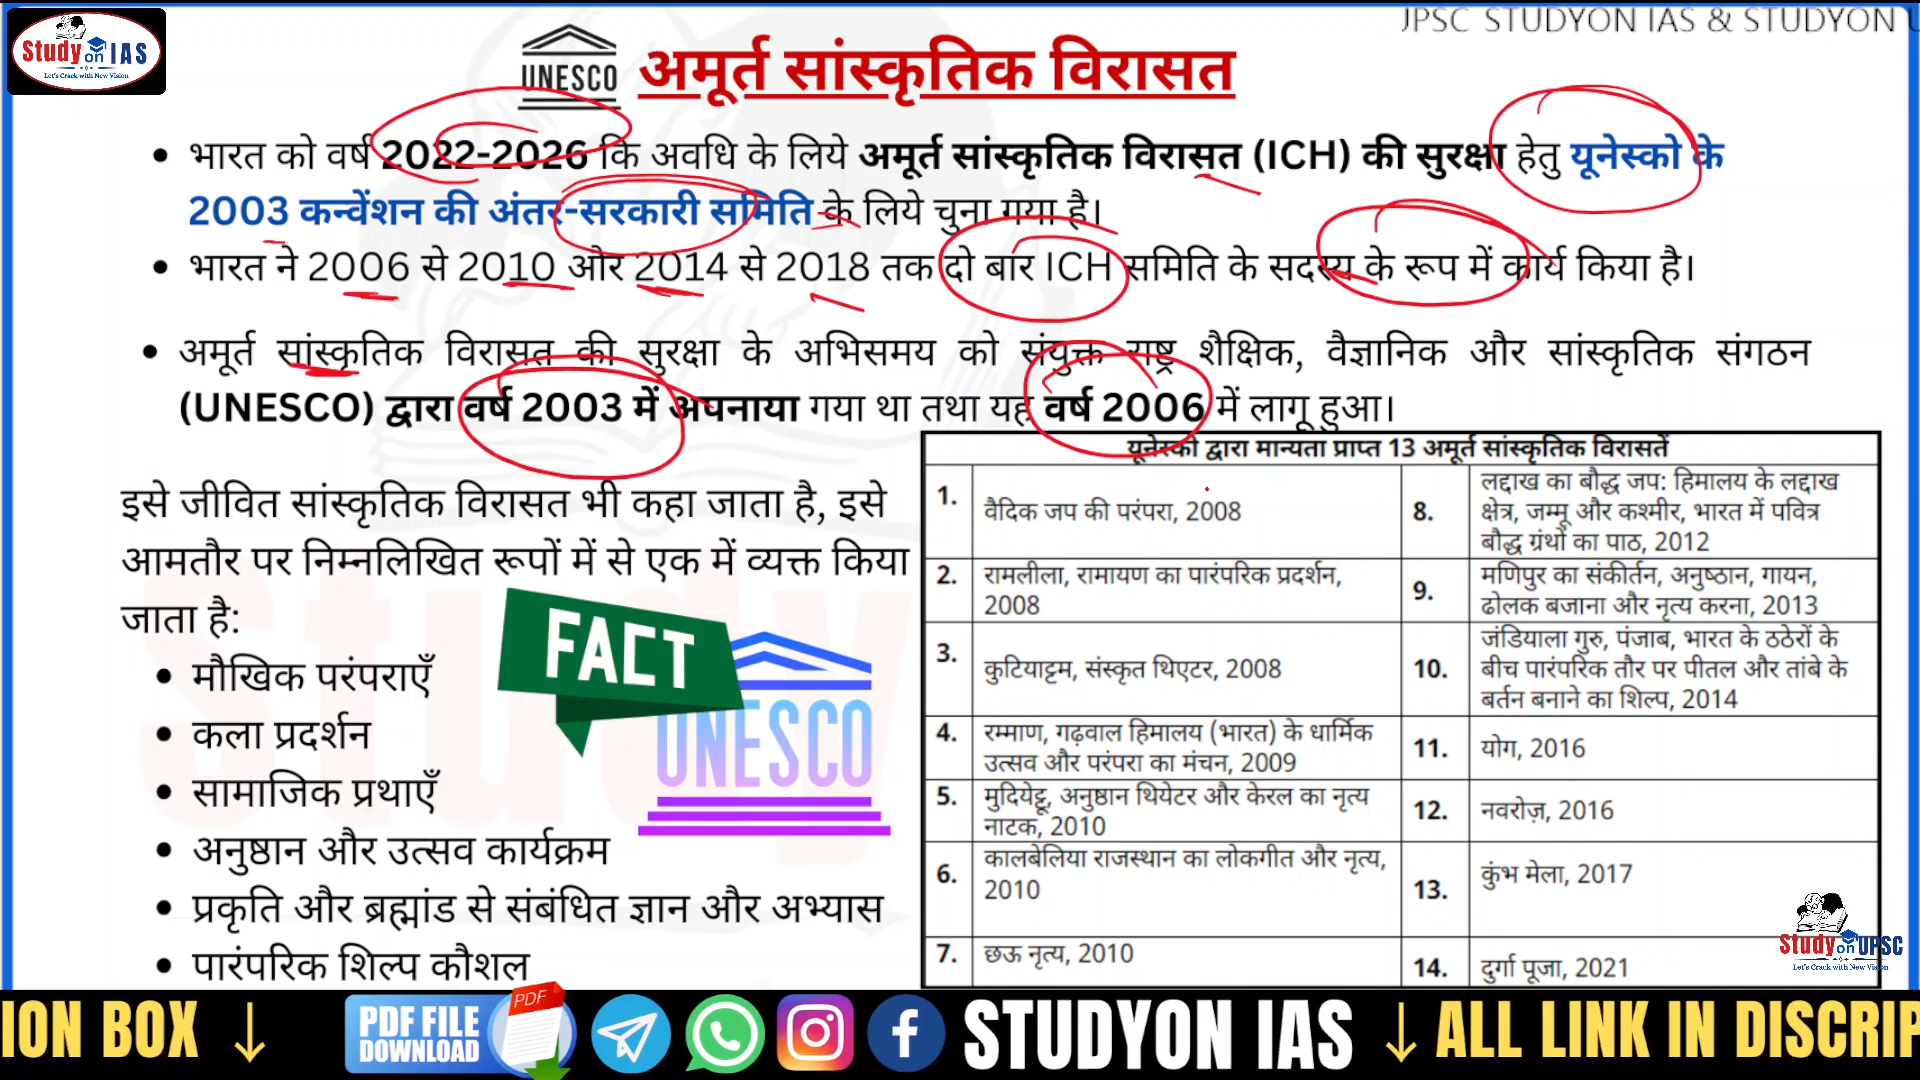 JPSC STUDYON IAS & STUDYON U
Study on IAS
Let's Crack with New Vision
UNESCO
अमूर्त सांस्कृतिक विरासत
• भारत को वर्ष 2022-2026 कि अवधि के लिये अमूर्त सांस्कृतिक विरासत (ICH) की सुरक्षा हेतु यूनेस्को के
2003 कन्वेंशन की अंतर-सरकारी समिति के लिये चुना गया है।
• भारत ने 2006 से 2010 और 2014 से 2018 तक दो बार ICH समिति के सदस्य के रूप में कार्य किया है।
• अमूर्त सांस्कृतिक विरासत की सुरक्षा के अभिसमय को संयुक्त राष्ट्र शैक्षिक, वैज्ञानिक और सांस्कृतिक संगठन
(UNESCO) द्वारा वर्ष 2003 में अपनाया गया था तथा यह वर्ष 2006 में लागू हुआ।
इसे जीवित सांस्कृतिक विरासत भी कहा जाता है, इसे
आमतौर पर निम्नलिखित रूपों में से एक में व्यक्त किया
जाता है:
• मौखिक परंपराएँ
• कला प्रदर्शन
• सामाजिक प्रथाएँ
• अनुष्ठान और उत्सव कार्यक्रम
• प्रकृति और ब्रह्मांड से संबंधित ज्ञान और अभ्यास
• पारंपरिक शिल्प कौशल
FACT
UNESCO
यूनेस्को द्वारा मान्यता प्राप्त 13 अमूर्त सांस्कृतिक विरासतें
1. वैदिक जप की परंपरा, 2008
2. रामलीला, रामायण का पारंपरिक प्रदर्शन,
2008
3. कुटियाट्टम, संस्कृत थिएटर, 2008
4. रम्माण, गढ़वाल हिमालय (भारत) के धार्मिक
उत्सव और परंपरा का मंचन, 2009
5. मुदियेट्टू, अनुष्ठान थियेटर और केरल का नृत्य
नाटक, 2010
6. कालबेलिया राजस्थान का लोकगीत और नृत्य,
2010
7. छऊ नृत्य, 2010
8. लद्दाख का बौद्ध जप: हिमालय के लद्दाख
क्षेत्र, जम्मू और कश्मीर, भारत में पवित्र
बौद्ध ग्रंथों का पाठ, 2012
9. मणिपुर का संकीर्तन, अनुष्ठान, गायन,
ढोलक बजाना और नृत्य करना, 2013
10. जंडियाला गुरु, पंजाब, भारत के ठठेरों के
बीच पारंपरिक तौर पर पीतल और तांबे के
बर्तन बनाने का शिल्प, 2014
11. योग, 2016
12. नवरोज़, 2016
13. कुंभ मेला, 2017
14. दुर्गा पूजा, 2021
Study on UPSC
Let's Crack with New Vision
ION BOX ↓ PDF FILE DOWNLOAD PDF STUDYON IAS ↓ ALL LINK IN DISCRIP